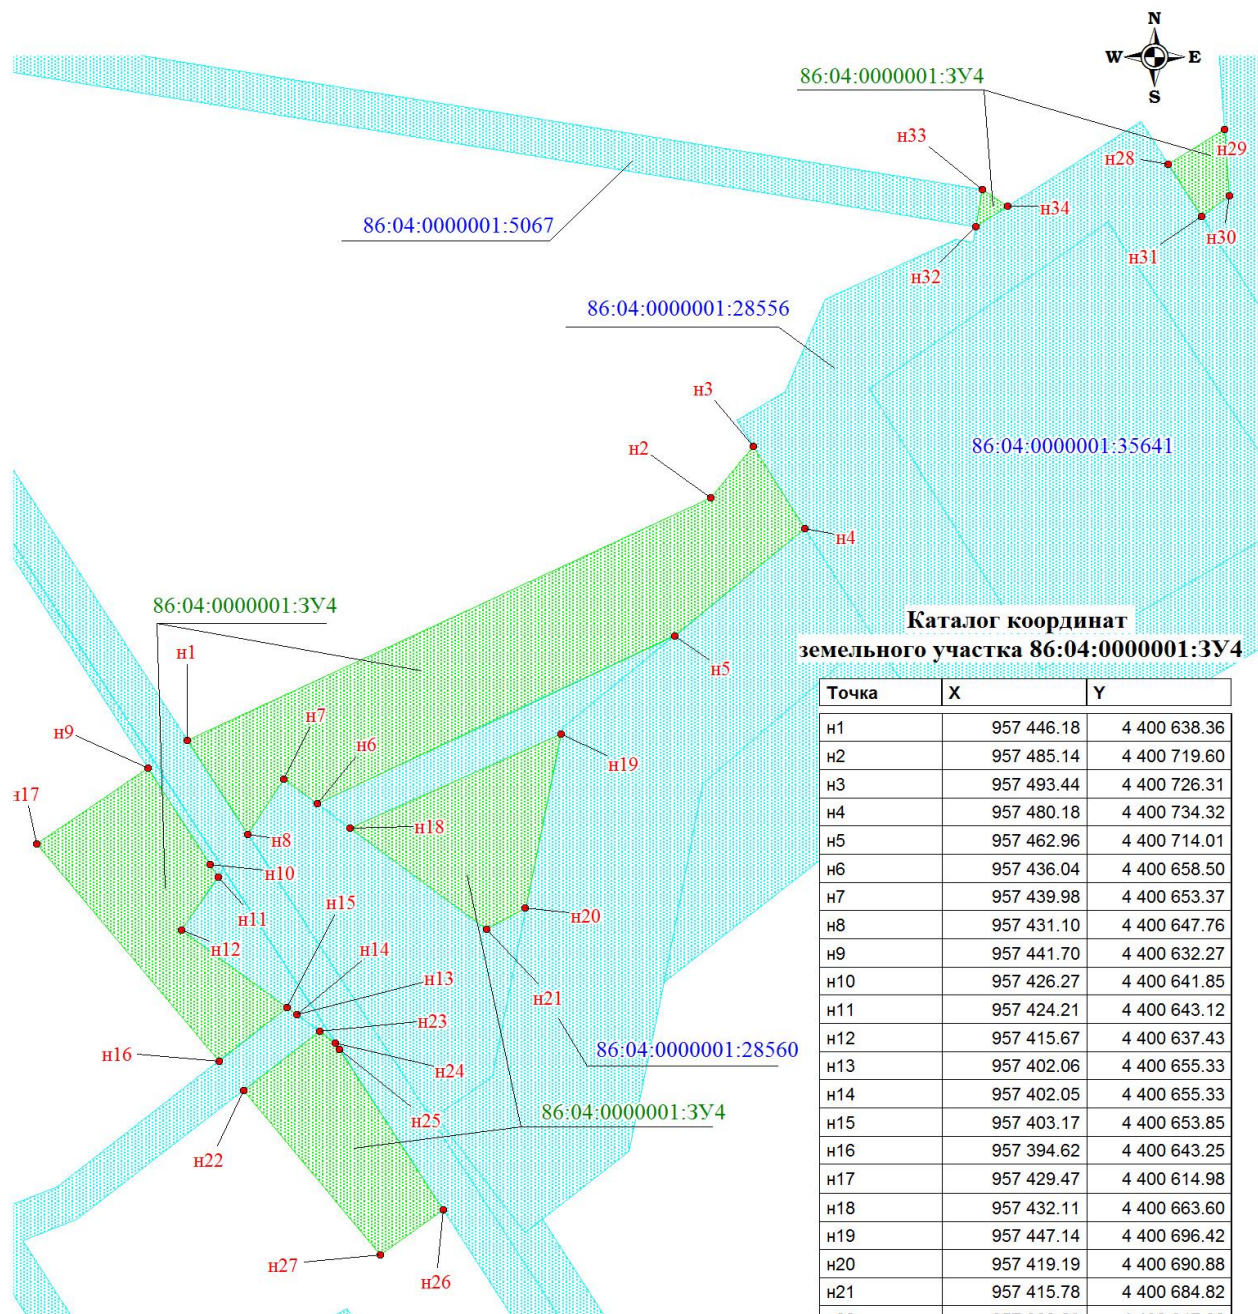 N
W E
S
86:04:0000001:ЗУ4
н33
н28
н29
н34
н30
н31
н32
86:04:0000001:5067
86:04:0000001:28556
н3
н2
86:04:0000001:35641
н4
86:04:0000001:ЗУ4
н1
н5
н7
н9
н6
н19
н17
н18
н8
н10
н15
н11
н20
н12
н14
н13
н21
н23
н16
н24
86:04:0000001:28560
н25
86:04:0000001:ЗУ4
н22
н27
н26
Каталог координат
земельного участка 86:04:0000001:ЗУ4
Точка X Y
н1 957 446.18 4 400 638.36
н2 957 485.14 4 400 719.60
н3 957 493.44 4 400 726.31
н4 957 480.18 4 400 734.32
н5 957 462.96 4 400 714.01
н6 957 436.04 4 400 658.50
н7 957 439.98 4 400 653.37
н8 957 431.10 4 400 647.76
н9 957 441.70 4 400 632.27
н10 957 426.27 4 400 641.85
н11 957 424.21 4 400 643.12
н12 957 415.67 4 400 637.43
н13 957 402.06 4 400 655.33
н14 957 402.05 4 400 655.33
н15 957 403.17 4 400 653.85
н16 957 394.62 4 400 643.25
н17 957 429.47 4 400 614.98
н18 957 432.11 4 400 663.60
н19 957 447.14 4 400 696.42
н20 957 419.19 4 400 690.88
н21 957 415.78 4 400 684.82